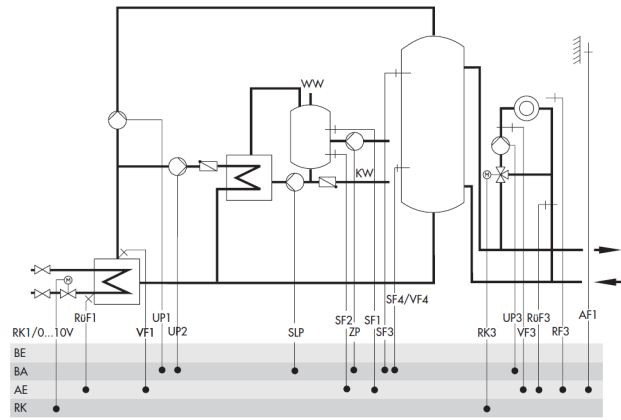 WW
KW
M
M
RK1/0...10V
RüF1
VF1
UP1
UP2
SLP
SF2
ZP
SF1
SF3
SF4/VF4
RK3
UP3
VF3
RüF3
RF3
AF1
BE
BA
AE
RK